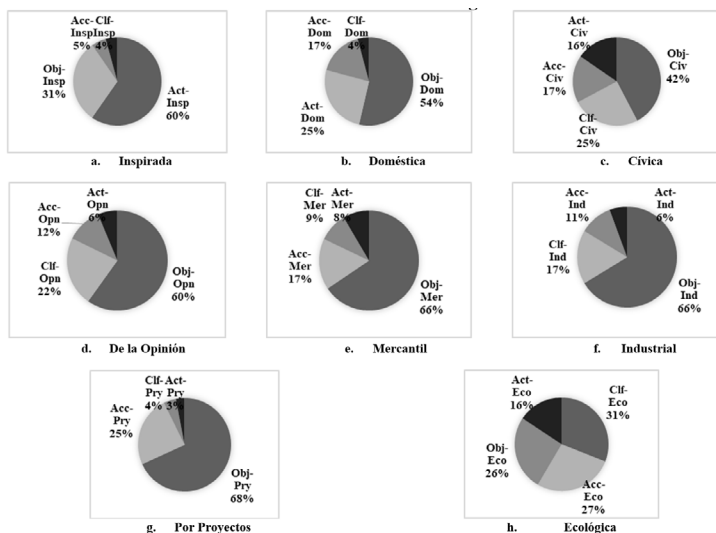 Acc-
Insp
5%
Clf-
Insp
4%
Obj-
Insp
31%
Act-
Insp
60%
a. Inspirada
Acc-
Dom
17%
Clf-
Dom
4%
Obj-
Dom
54%
Act-
Dom
25%
b. Doméstica
Act-
Civ
16%
Obj-
Civ
42%
Acc-
Civ
17%
Clf-
Civ
25%
c. Cívica
Act-
Opn
6%
Acc-
Opn
12%
Clf-
Opn
22%
Obj-
Opn
60%
d. De la Opinión
Clf-
Mer
9%
Act-
Mer
8%
Acc-
Mer
17%
Obj-
Mer
66%
e. Mercantil
Acc-
Ind
11%
Act-
Ind
6%
Clf-
Ind
17%
Obj-
Ind
66%
f. Industrial
Clf-
Pry
4%
Act-
Pry
3%
Acc-
Pry
25%
Obj-
Pry
68%
g. Por Proyectos
Act-
Eco
16%
Clf-
Eco
31%
Obj-
Eco
26%
Acc-
Eco
27%
h. Ecológica